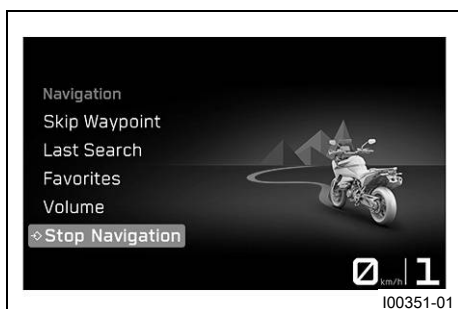 Navigation
Skip Waypoint
Last Search
Favorites
Volume
Stop Navigation
0 km/h 1
I00351-01